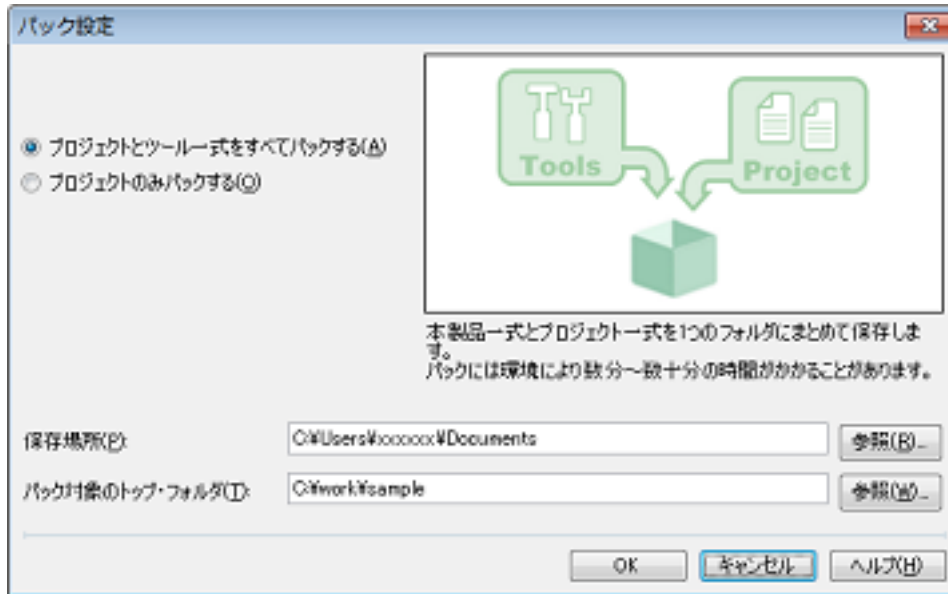 パック設定
プロジェクトとツール一式をすべてパックする(A)
プロジェクトのみパックする(O)
Tools
Project
本製品一式とプロジェクト一式を1つのフォルダにまとめて保存しま
す。
パックには環境により数分～数十分の時間がかかることがあります。
保存場所(P):
C:¥Users¥xxxxxxx¥Documents
参照(R)...
パック対象のトップ・フォルダ(T):
C:¥work¥sample
参照(W)...
OK
キャンセル
ヘルプ(H)